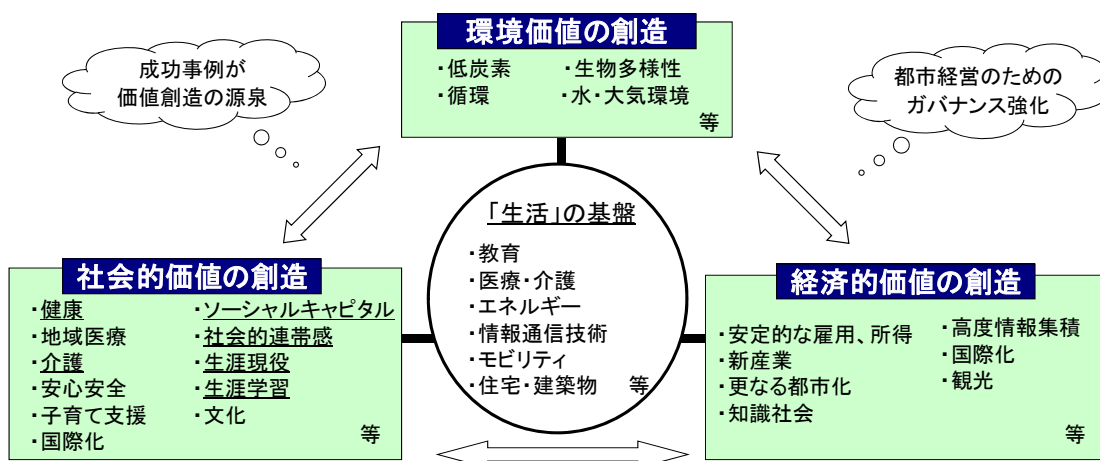 環境価値の創造
・低炭素 ・生物多様性
・循環 ・水・大気環境
等
成功事例が
価値創造の源泉
都市経営のための
ガバナンス強化
「生活」の基盤
・教育
・医療・介護
・エネルギー
・情報通信技術
・モビリティ
・住宅・建築物 等
社会的価値の創造
・健康 ・ソーシャルキャピタル
・地域医療 ・社会的連帯感
・介護 ・生涯現役
・安心安全 ・生涯学習
・子育て支援 ・文化
・国際化
等
経済的価値の創造
・安定的な雇用、所得 ・高度情報集積
・新産業 ・国際化
・更なる都市化 ・観光
・知識社会
等